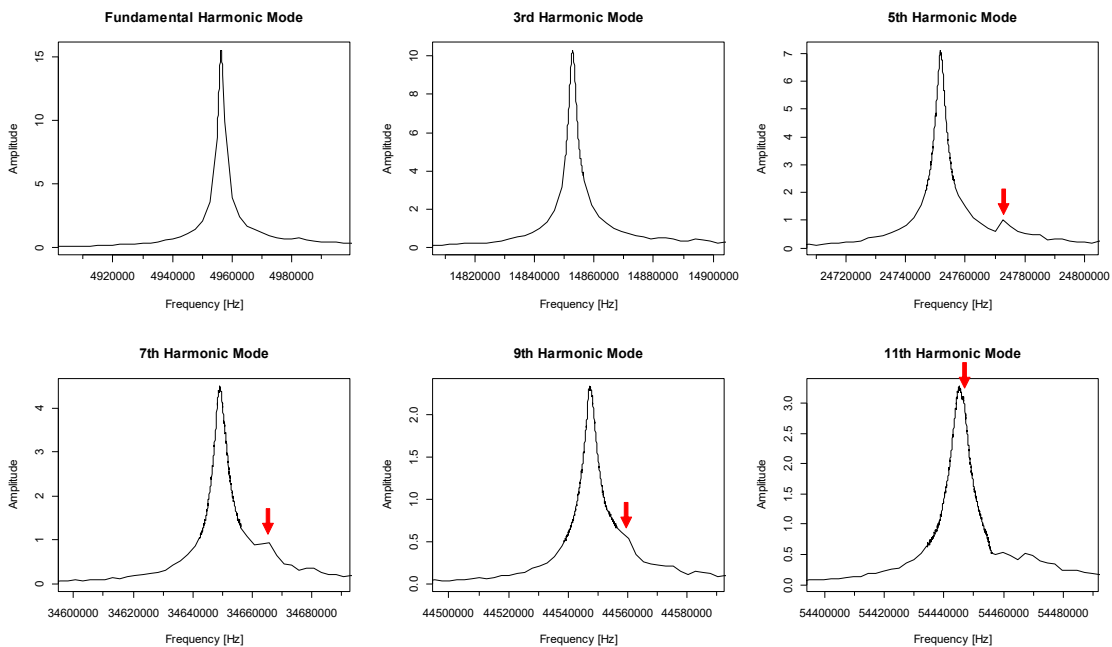 Fundamental Harmonic Mode
Amplitude
15
10
5
0
4920000 4940000 4960000 4980000
Frequency [Hz]
3rd Harmonic Mode
Amplitude
10
8
6
4
2
0
14820000 14840000 14860000 14880000 14900000
Frequency [Hz]
5th Harmonic Mode
Amplitude
7
6
5
4
3
2
1
0
24720000 24740000 24760000 24780000 24800000
Frequency [Hz]
7th Harmonic Mode
Amplitude
4
3
2
1
0
34600000 34620000 34640000 34660000 34680000
Frequency [Hz]
9th Harmonic Mode
Amplitude
2.0
1.5
1.0
0.5
0.0
44500000 44520000 44540000 44560000 44580000
Frequency [Hz]
11th Harmonic Mode
Amplitude
3.0
2.5
2.0
1.5
1.0
0.5
0.0
54400000 54420000 54440000 54460000 54480000
Frequency [Hz]